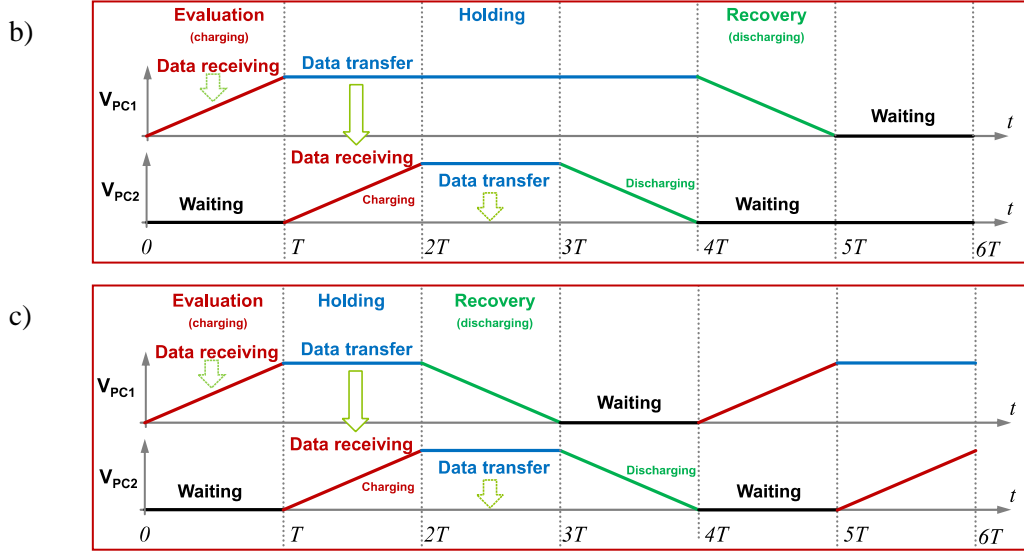 b)
Evaluation Holding Recovery
(charging) (discharging)
Data receiving Data transfer
VPC1
Waiting
t
Data receiving
VPC2
Data transfer
Discharging
Waiting Charging Waiting
t
0 T 2T 3T 4T 5T 6T
c)
Evaluation Holding Recovery
(charging) (discharging)
Data receiving Data transfer
VPC1
Waiting
t
Data receiving
VPC2
Data transfer
Discharging
Waiting Charging Waiting
t
0 T 2T 3T 4T 5T 6T